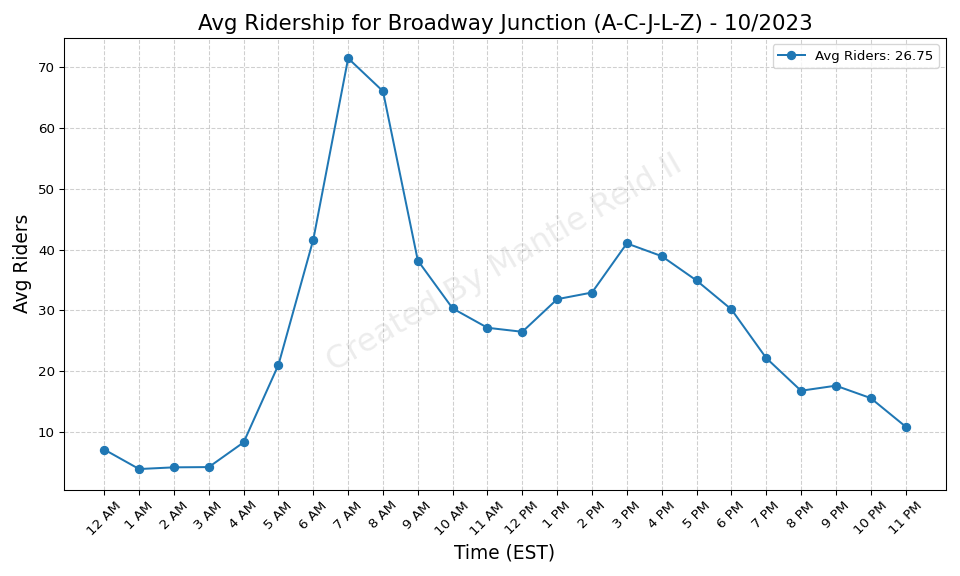 Avg Ridership for Broadway Junction (A-C-J-L-Z) - 10/2023
Avg Riders: 26.75
Avg Riders
70
60
50
40
30
20
10
Created By Mantie Reid II
12 AM
1 AM
2 AM
3 AM
4 AM
5 AM
6 AM
7 AM
8 AM
9 AM
10 AM
11 AM
12 PM
1 PM
2 PM
3 PM
4 PM
5 PM
6 PM
7 PM
8 PM
9 PM
10 PM
11 PM
Time (EST)